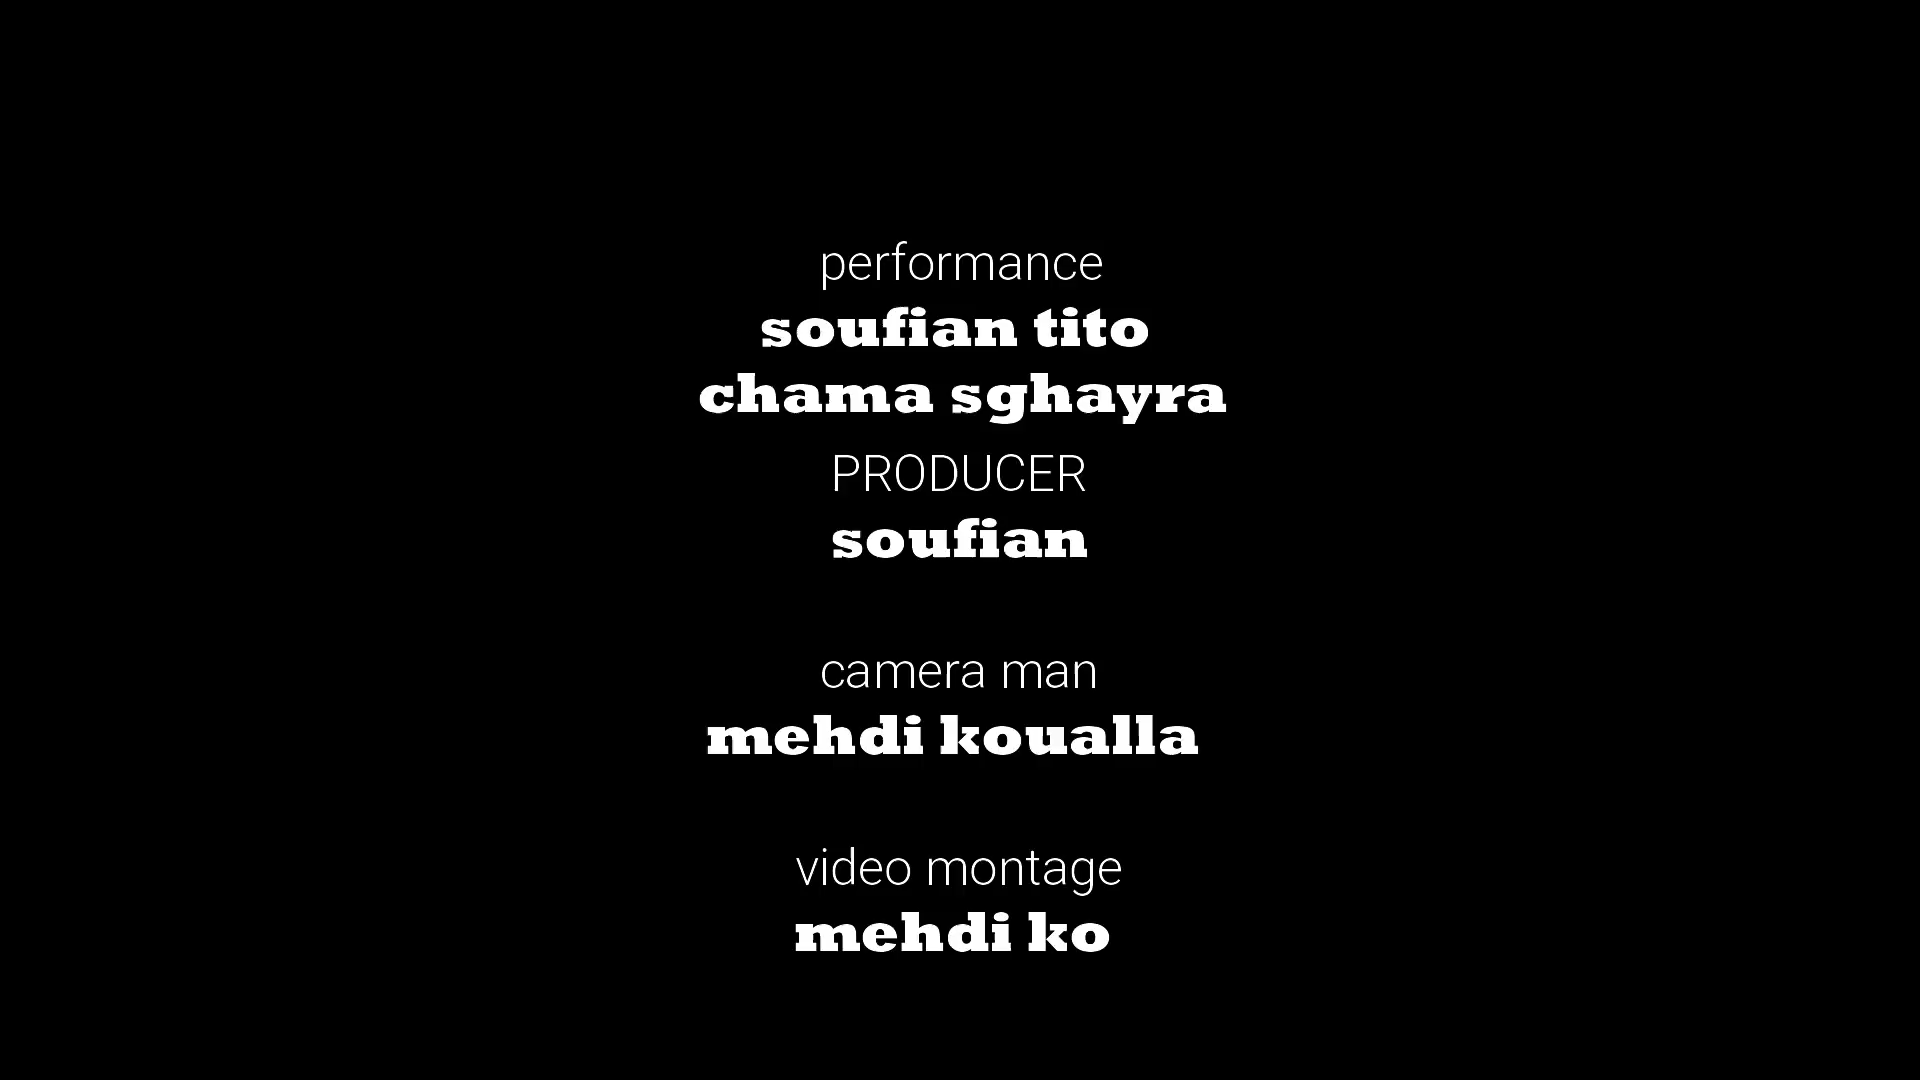 performance
soufian tito
chama sghayra
PRODUCER
soufian
camera man
mehdi koualla
video montage
mehdi ko